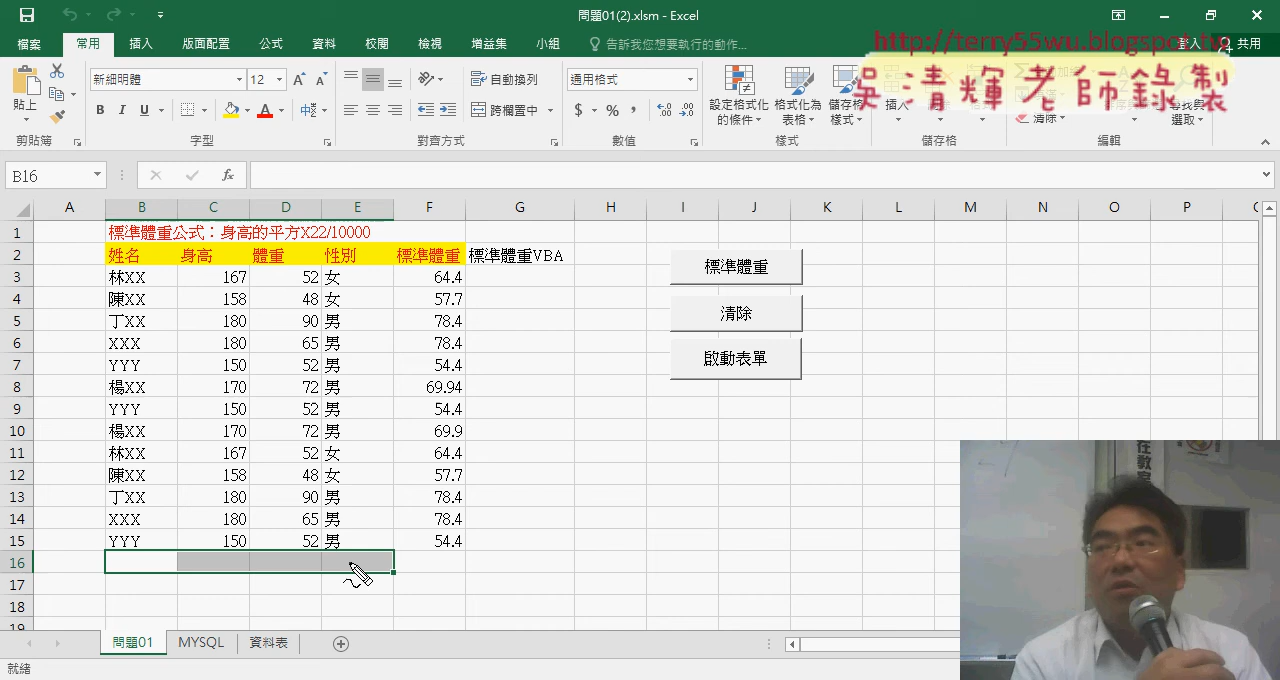 問題01(2).xlsm - Excel
檔案 常用 插入 版面配置 公式 資料 校閱 檢視 增益集 小組 告訴我您想要執行的動作... 登入 共用
http://terry55wu.blogspot.tw
吳清輝老師錄製
貼上 新細明體 12 自動換列 通用格式 設定格式化 格式化為 儲存格 插入
B I U 跨欄置中 $ % 的條件 表格 樣式 清除 選取
剪貼簿 字型 對齊方式 數值 樣式 儲存格 編輯
B16 fx
A B C D E F G H I J K L M N O P
1 標準體重公式：身高的平方X22/10000
2 姓名 身高 體重 性別 標準體重 標準體重VBA
3 林XX 167 52 女 64.4
4 陳XX 158 48 女 57.7
5 丁XX 180 90 男 78.4
6 XXX 180 65 男 78.4
7 YYY 150 52 男 54.4
8 楊XX 170 72 男 69.94
9 YYY 150 52 男 54.4
10 楊XX 170 72 男 69.9
11 林XX 167 52 女 64.4
12 陳XX 158 48 女 57.7
13 丁XX 180 90 男 78.4
14 XXX 180 65 男 78.4
15 YYY 150 52 男 54.4
16
17
18
19
標準體重
清除
啟動表單
在教室
問題01 MYSQL 資料表
就緒